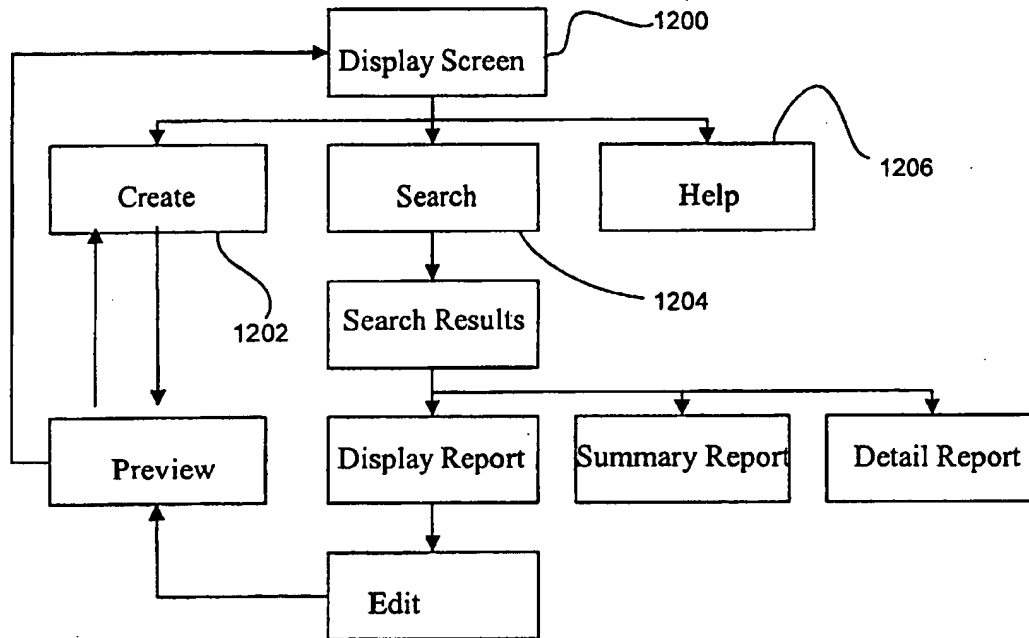 1200
Display Screen
Create
Search
Help
1206
1202
1204
Search Results
Preview
Display Report
Summary Report
Detail Report
Edit